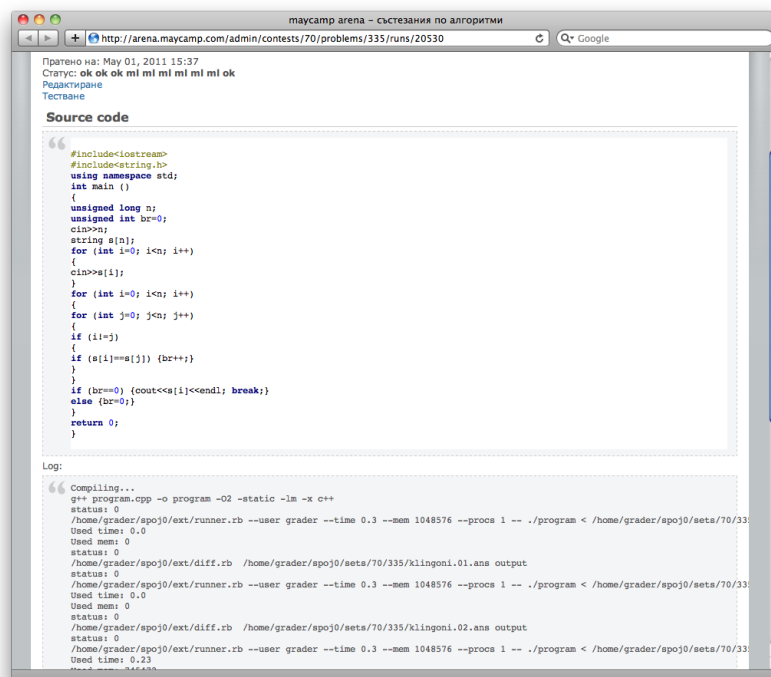 maycamp arena – състезания по алгоритми
http://arena.maycamp.com/admin/contests/70/problems/335/runs/20530
Google
Пратено на: May 01, 2011 15:37
Статус: ok ok ok ml ml ml ml ml ml ok
Редактиране
Тестване
Source code
#include<iostream>
#include<string.h>
using namespace std;
int main ()
{
unsigned long n;
unsigned int br=0;
cin>>n;
string s[n];
for (int i=0; i<n; i++)
{
cin>>s[i];
}
for (int i=0; i<n; i++)
{
for (int j=0; j<n; j++)
{
if (i!=j)
{
if (s[i]==s[j]) {br++;}
}
}
if (br==0) {cout<<s[i]<<endl; break;}
else {br=0;}
}
return 0;
}
Log:
Compiling...
g++ program.cpp -o program -O2 -static -lm -x c++
status: 0
/home/grader/spoj0/ext/runner.rb --user grader --time 0.3 --mem 1048576 --procs 1 -- ./program < /home/grader/spoj0/sets/70/33
Used time: 0.0
Used mem: 0
status: 0
/home/grader/spoj0/ext/diff.rb /home/grader/spoj0/sets/70/335/klingoni.01.ans output
status: 0
/home/grader/spoj0/ext/runner.rb --user grader --time 0.3 --mem 1048576 --procs 1 -- ./program < /home/grader/spoj0/sets/70/33
Used time: 0.0
Used mem: 0
status: 0
/home/grader/spoj0/ext/diff.rb /home/grader/spoj0/sets/70/335/klingoni.02.ans output
status: 0
/home/grader/spoj0/ext/runner.rb --user grader --time 0.3 --mem 1048576 --procs 1 -- ./program < /home/grader/spoj0/sets/70/33
Used time: 0.23